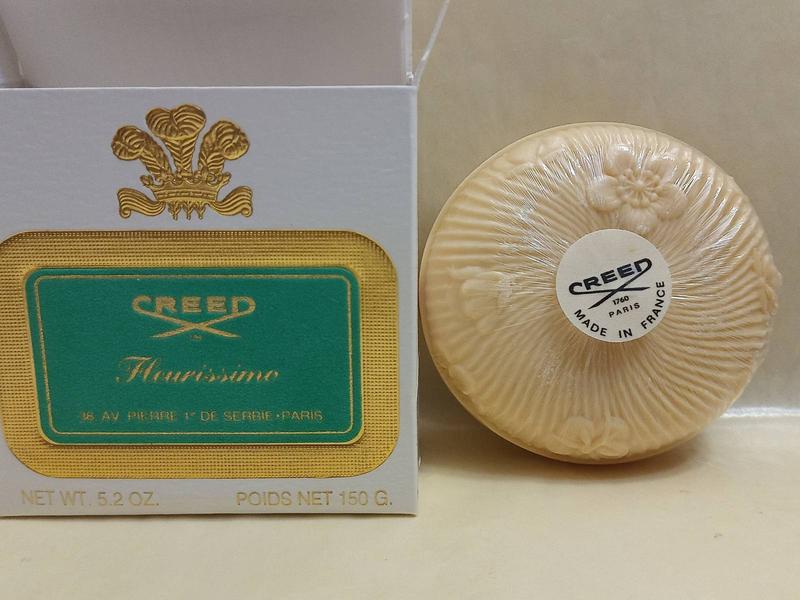 CREED
TM
Fleurissimo
38, AV. PIERRE 1er DE SERBIE • PARIS
NET WT. 5.2 OZ.
POIDS NET 150 G.
CREED
1760
PARIS
MADE IN FRANCE